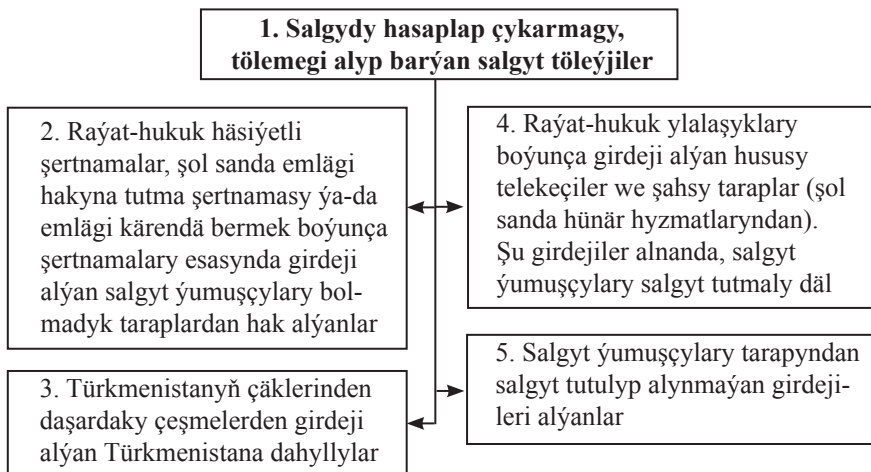 1. Salgydy hasaplap çykarmagy,
tölemegi alyp barýan salgyt töleýjiler
2. Raýat-hukuk häsiýetli
şertnamalar, şol sanda emlägi
hakyna tutma şertnamasy ýa-da
emlägi kärendä bermek boýunça
şertnamalary esasynda girdeji
alýan salgyt ýumuşçylary bol-
madyk taraplardan hak alýanlar
3. Türkmenistanyň çäklerinden
daşardaky çeşmelerden girdeji
alýan Türkmenistana dahyllylar
4. Raýat-hukuk ylalaşyklary
boýunça girdeji alýan hususy
telekeçiler we şahsy taraplar (şol
sanda hünär hyzmatlaryndan).
Şu girdejiler alnanda, salgyt
ýumuşçylary salgyt tutmaly däl
5. Salgyt ýumuşçylary tarapyndan
salgyt tutulyp alynmaýan girdeji-
leri alýanlar